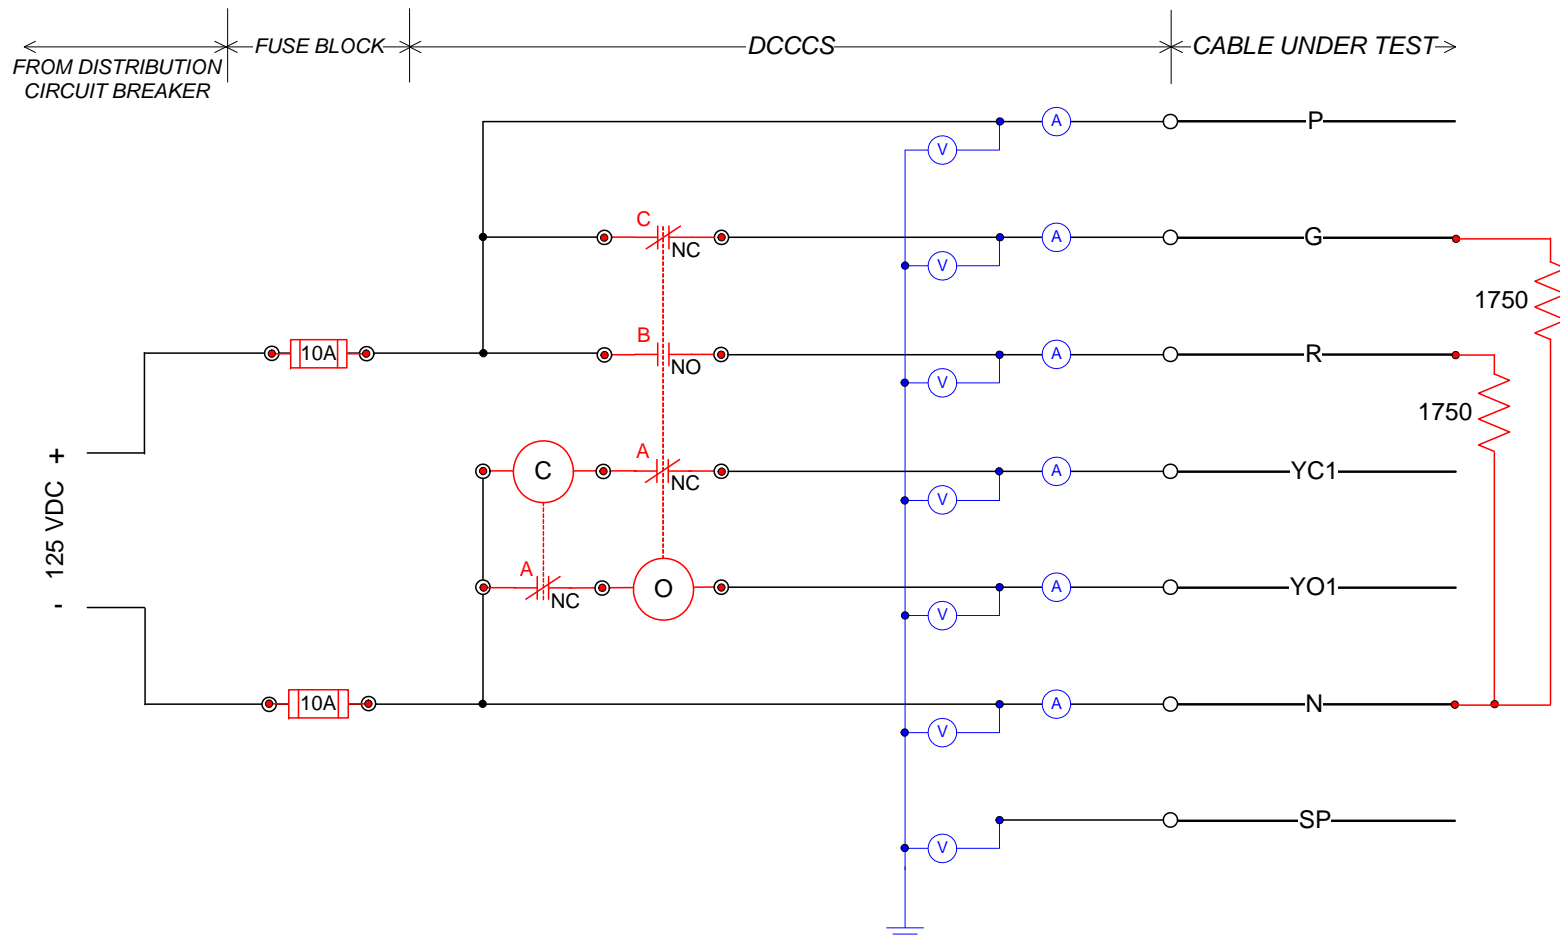 FROM DISTRIBUTION
CIRCUIT BREAKER
FUSE BLOCK
DCCCS
CABLE UNDER TEST
A
P
V
C
NC
A
G
V
1750
10A
B
NO
A
R
V
1750
125 VDC
+
-
C
A
NC
A
YC1
V
A
NC
O
A
YO1
V
10A
A
N
V
SP
V